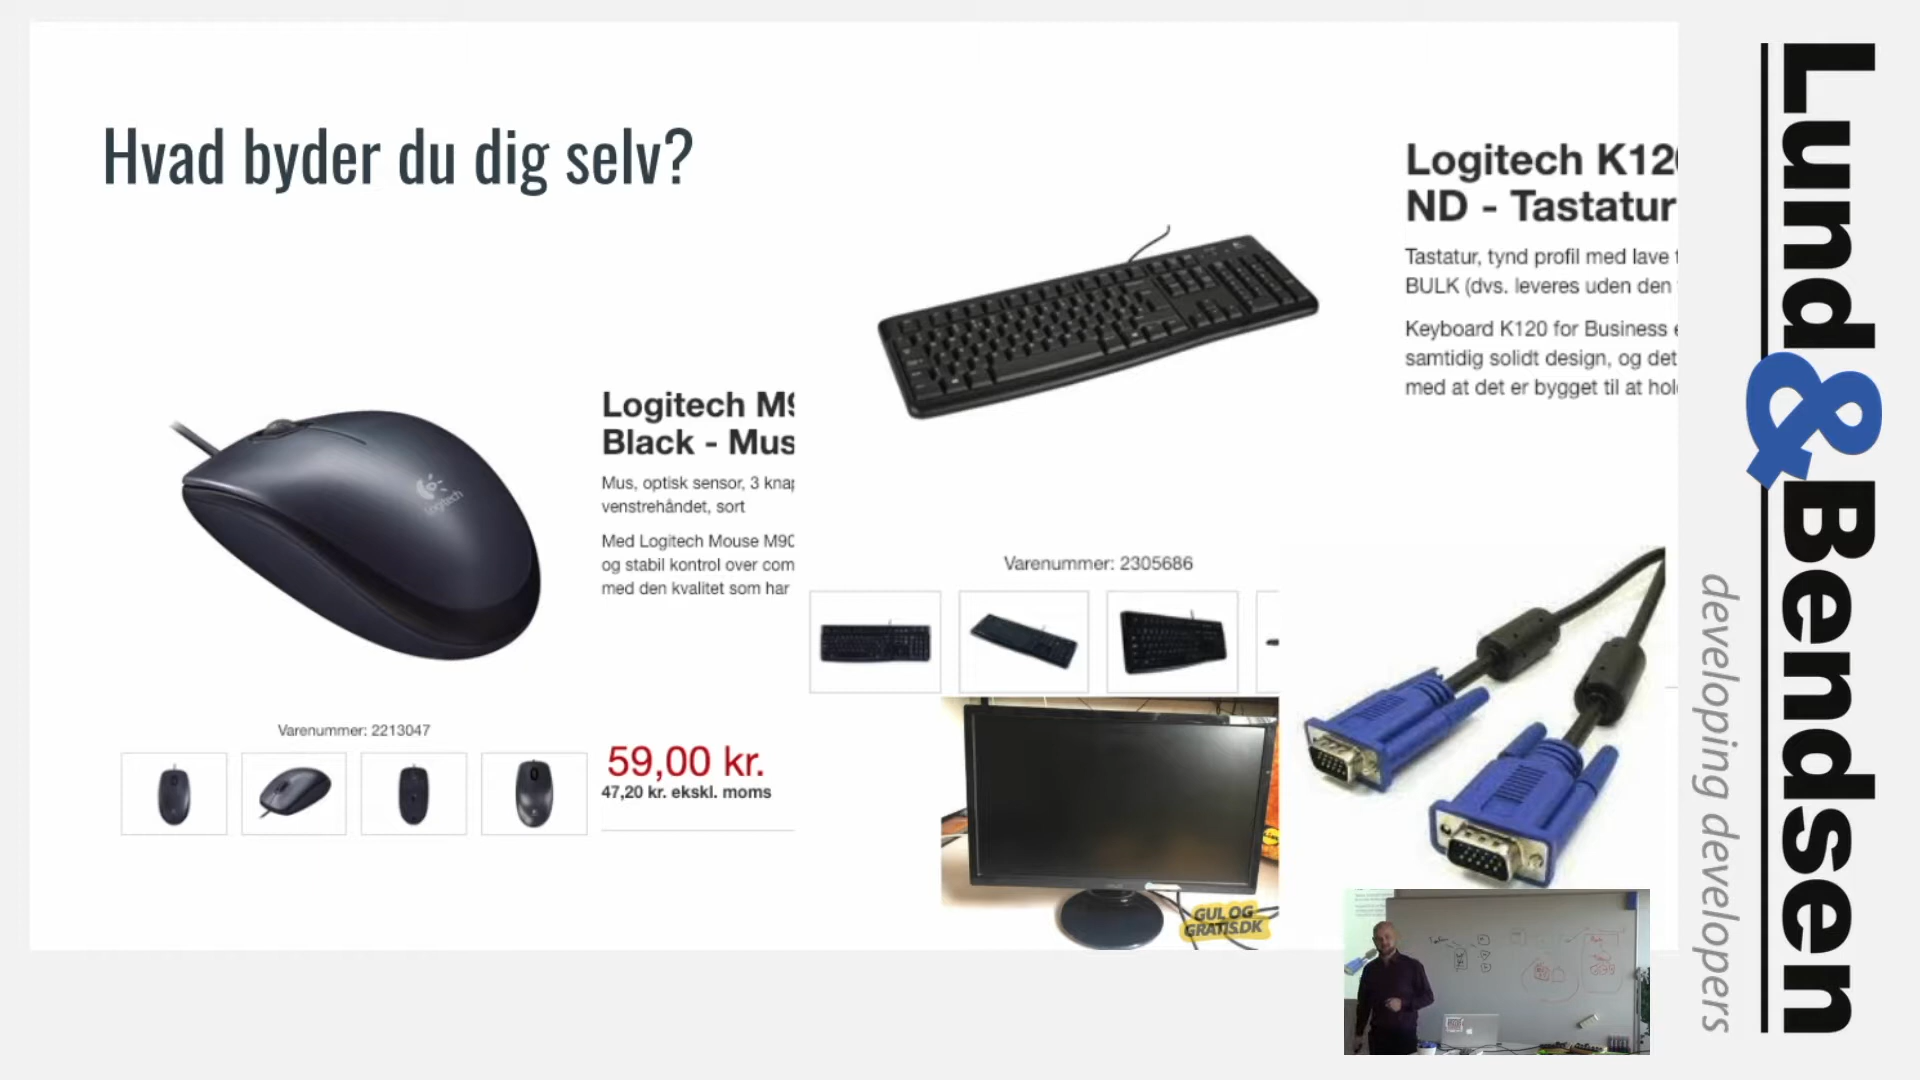 Hvad byder du dig selv?
Logitech K120
ND - Tastatur
Tastatur, tynd profil med lave
BULK (dvs. leveres uden den
Keyboard K120 for Business
samtidig solidt design, og det
med at det er bygget til at hol
Logitech M9
Black - Mus
Mus, optisk sensor, 3 knap
venstrehåndet, sort
Med Logitech Mouse M90
og stabil kontrol over com
med den kvalitet som har
Logitech
Varenummer: 2305686
Varenummer: 2213047
59,00 kr.
47,20 kr. ekskl. moms
GUL OG
GRATIS.DK
Lund&Bendsen
developing developers